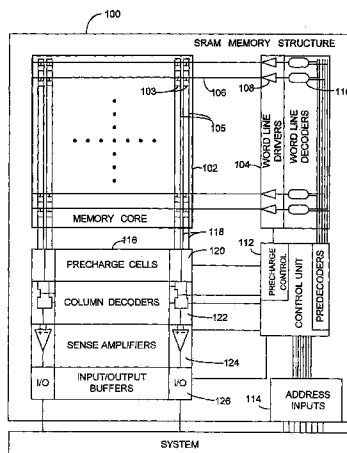 100
SRAM MEMORY STRUCTURE
103
106
108
110
105
102
104
WORD LINE DRIVERS
WORD LINE DECODERS
MEMORY CORE
118
116
120
112
PRECHARGE CELLS
PRECHARGE CONTROL
CONTROL UNIT
PREDECODERS
COLUMN DECODERS
122
SENSE AMPLIFIERS
124
I/O
INPUT/OUTPUT BUFFERS
I/O
126
114
ADDRESS INPUTS
SYSTEM